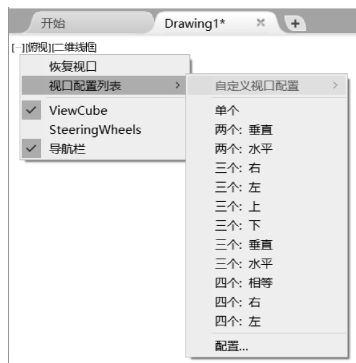 开始
Drawing1*
[-][俯视][二维线框]
恢复视口
视口配置列表
ViewCube
SteeringWheels
导航栏
自定义视口配置
单个
两个: 垂直
两个: 水平
三个: 右
三个: 左
三个: 上
三个: 下
三个: 垂直
三个: 水平
四个: 相等
四个: 右
四个: 左
配置...